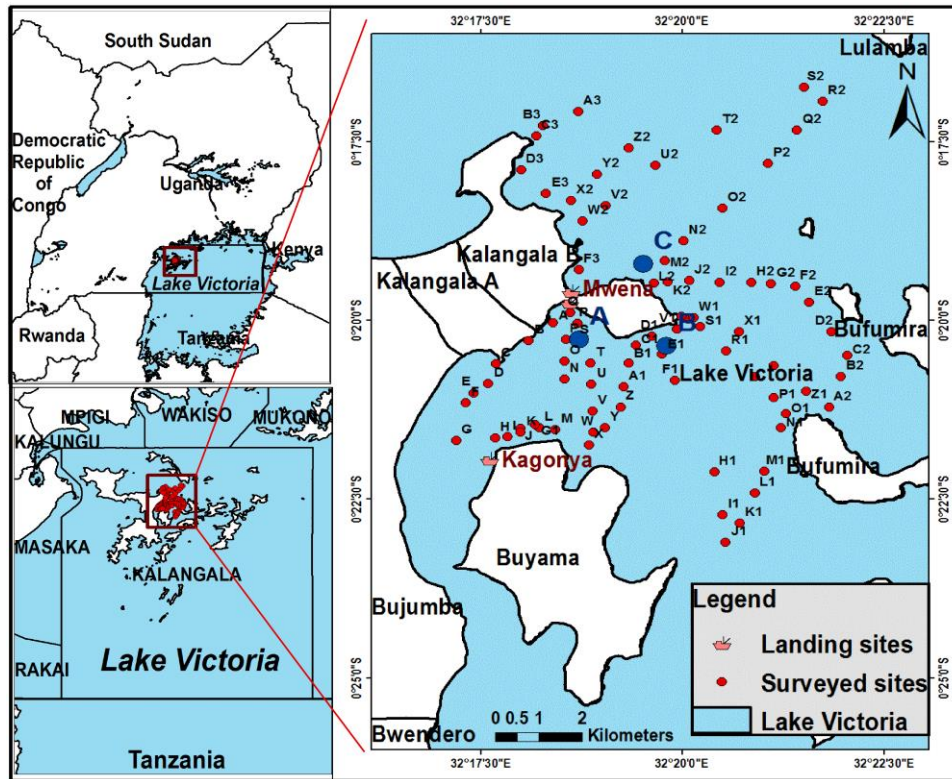 South Sudan
Democratic
Republic
of
Congo
Uganda
Kenya
Lake Victoria
Rwanda
Tanzania
MPIGI
WAKISO
MUKONO
KALUNGU
MASAKA
KALANGALA
RAKAI
Lake Victoria
Tanzania
32°17'30"E
32°20'0"E
32°22'30"E
0°17'30"S
0°20'0"S
0°22'0"S
0°25'0"S
0°17'30"S
0°20'0"S
0°22'0"S
0°25'0"S
32°17'30"E
32°20'0"E
32°22'30"E
Lulamba
N
S2
R2
A3
B3
C3
T2
Q2
Z2
U2
P2
D3
Y2
E3
X2
V2
O2
W2
C
N2
Kalangala B
M2
Kalangala A
F3
L2
J2
I2
H2
G2
F2
K2
E2
Mwena
Q
A
R
W1
S1
B
X1
D2
Bufumira
D1
E1
B1
R1
C2
Lake Victoria
C
T
N
U
A1
F1
B2
D
E
F
P1
Z1
A2
V
Z
O1
N1
G
H
I
J
K
L
G1
M
W
X
Y
Bufumira
Kagonya
H1
M1
L1
I1
K1
J1
Buyama
Bujumba
Bwendero
0 0.5 1 2
Kilometers
Legend
Landing sites
Surveyed sites
Lake Victoria